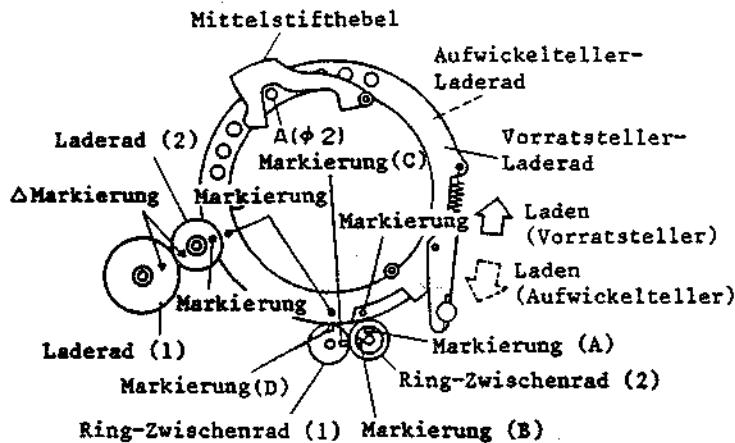 Mittelstifthebel
Aufwickelteller-
Laderad
Laderad (2)
A(ϕ2)
Markierung(C)
Vorratsteller-
Laderad
△Markierung
Markierung
Markierung
Laden
(Vorratsteller)
Laden
(Aufwickelteller)
Markierung
Laderad (1)
Markierung (A)
Markierung(D)
Ring-Zwischenrad (2)
Ring-Zwischenrad (1)
Markierung (B)